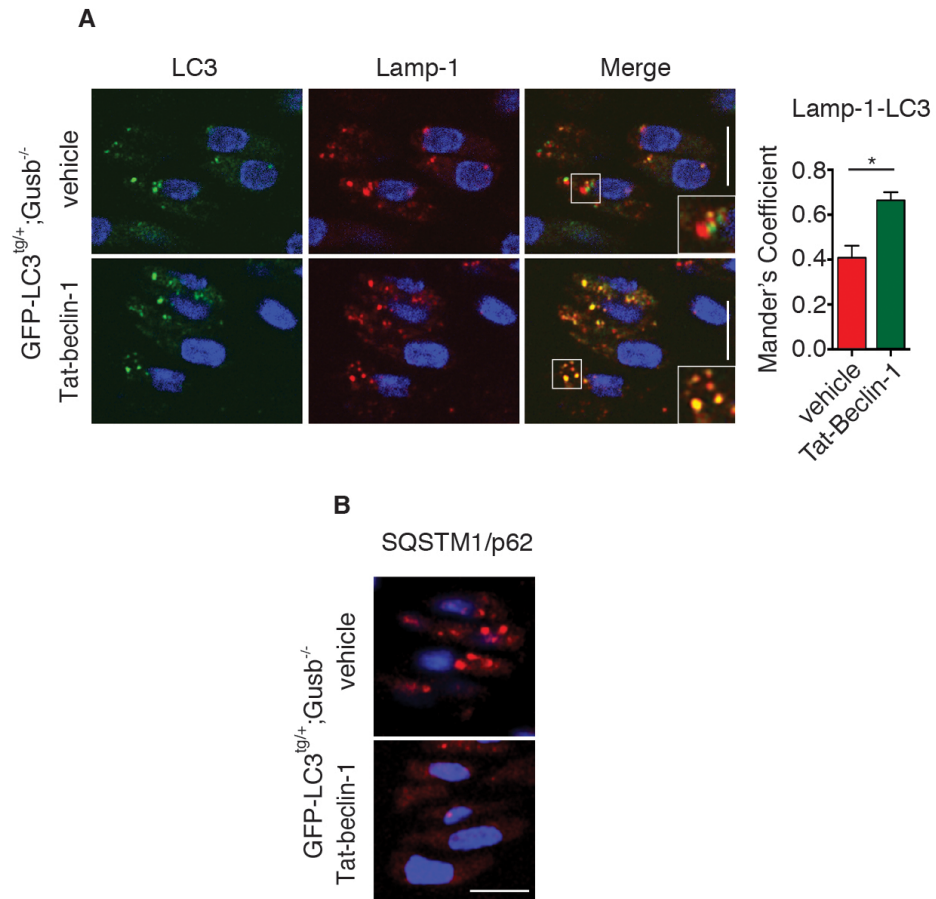 A
LC3
Lamp-1
Merge
GFP-LC3tg/+;Gusb-/-
vehicle
Tat-beclin-1
Lamp-1-LC3
*
Mander's Coefficient
0.8
0.6
0.4
0.2
0.0
vehicle
Tat-Beclin-1
B
SQSTM1/p62
GFP-LC3tg/+;Gusb-/-
vehicle
Tat-beclin-1